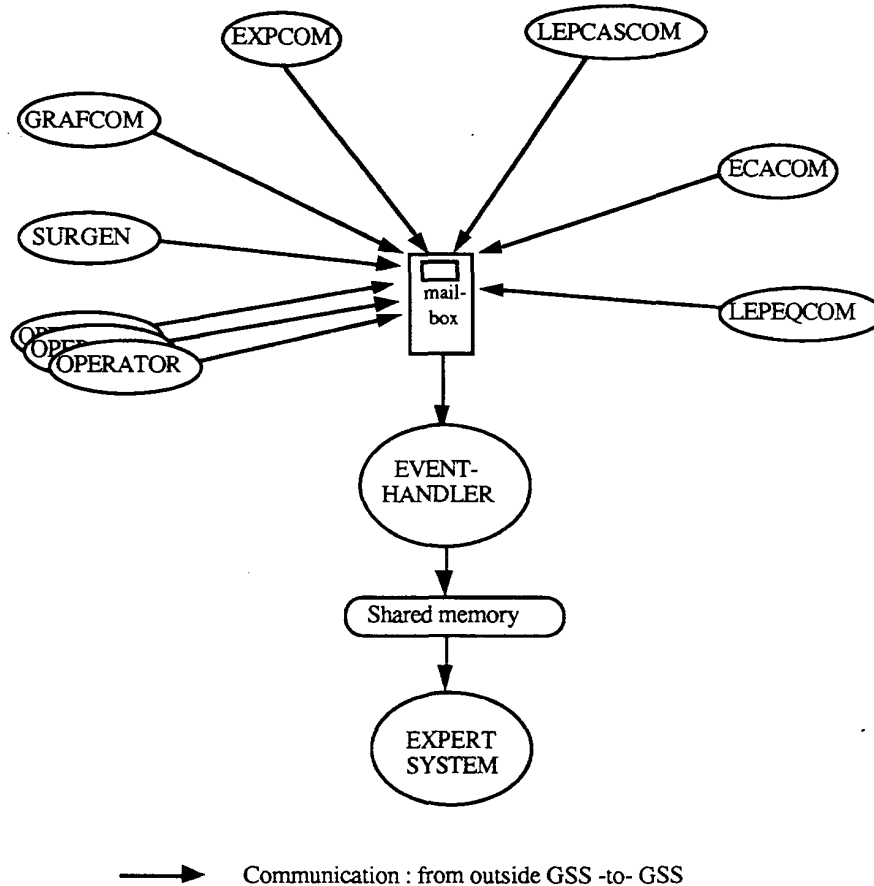 EXPCOM
LEPCASCOM
GRAFCOM
ECACOM
SURGEN
mail-
box
LEPEQCOM
OPERATOR
EVENT-
HANDLER
Shared memory
EXPERT
SYSTEM
Communication : from outside GSS -to- GSS